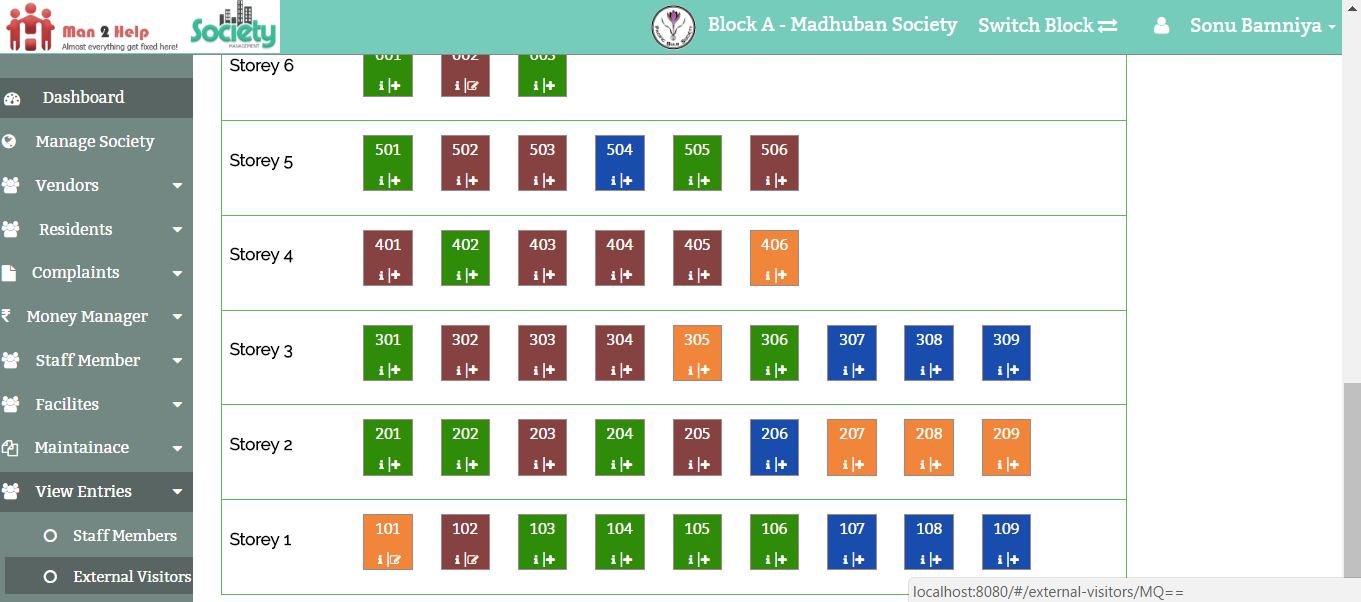 Man 2 Help
Almost everything get fixed here!
Society
MANAGEMENT
Block A - Madhuban Society
Switch Block
Sonu Bamniya
Dashboard
Manage Society
Vendors
Residents
Complaints
₹ Money Manager
Staff Member
Facilites
Maintainace
View Entries
Staff Members
External Visitors
Storey 6 601 602 603
i|+ i| i|+
Storey 5 501 502 503 504 505 506
i|+ i|+ i|+ i|+ i|+ i|+
Storey 4 401 402 403 404 405 406
i|+ i|+ i|+ i|+ i|+ i|+
Storey 3 301 302 303 304 305 306 307 308 309
i|+ i|+ i|+ i|+ i|+ i|+ i|+ i|+ i|+
Storey 2 201 202 203 204 205 206 207 208 209
i|+ i|+ i|+ i|+ i|+ i|+ i|+ i|+ i|+
Storey 1 101 102 103 104 105 106 107 108 109
i| i| i|+ i|+ i|+ i|+ i|+ i|+ i|+
localhost:8080/#/external-visitors/MQ==